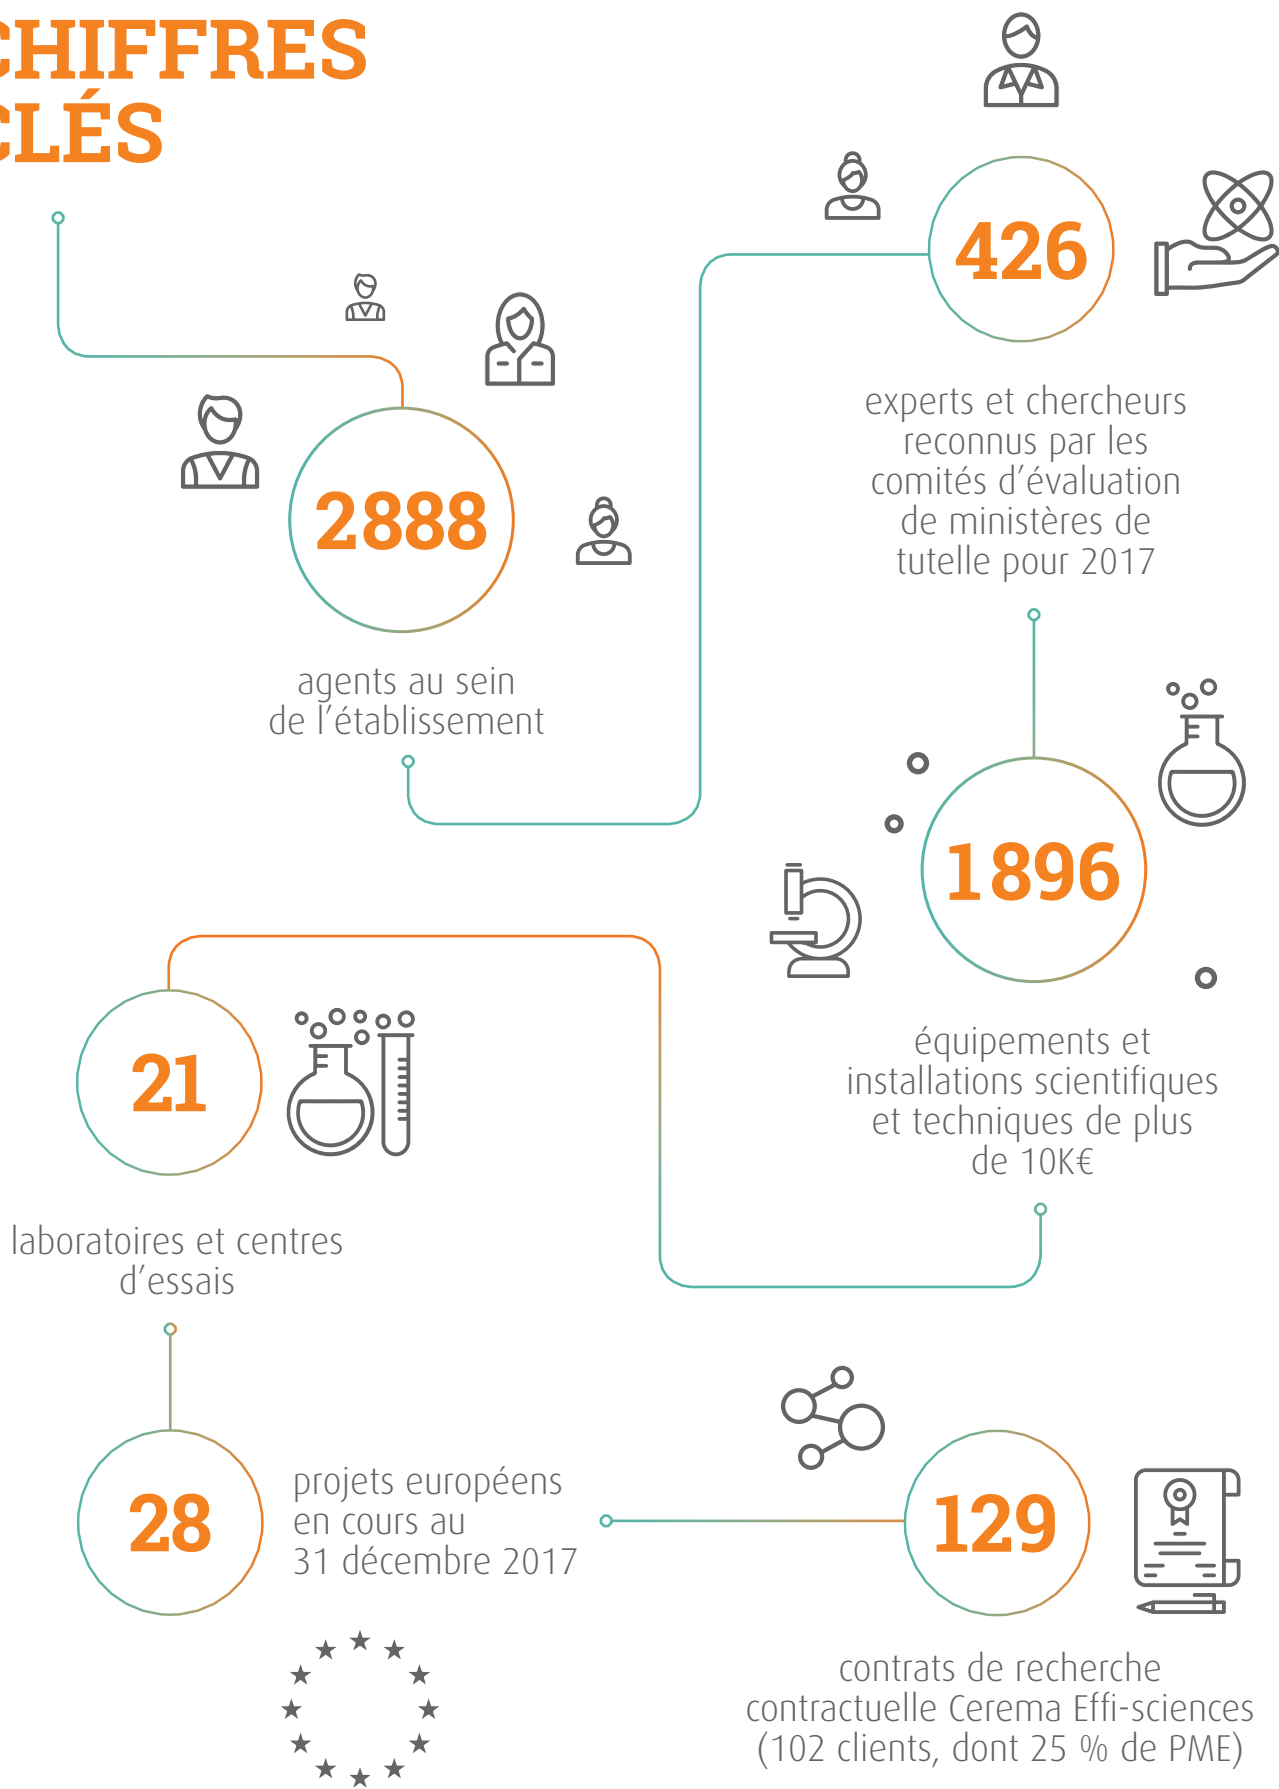 CHIFFRES
CLÉS
2888
agents au sein
de l’établissement
426
experts et chercheurs
reconnus par les
comités d’évaluation
de ministères de
tutelle pour 2017
1896
équipements et
installations scientifiques
et techniques de plus
de 10K€
21
laboratoires et centres
d’essais
28
projets européens
en cours au
31 décembre 2017
129
contrats de recherche
contractuelle Cerema Effi-sciences
(102 clients, dont 25 % de PME)